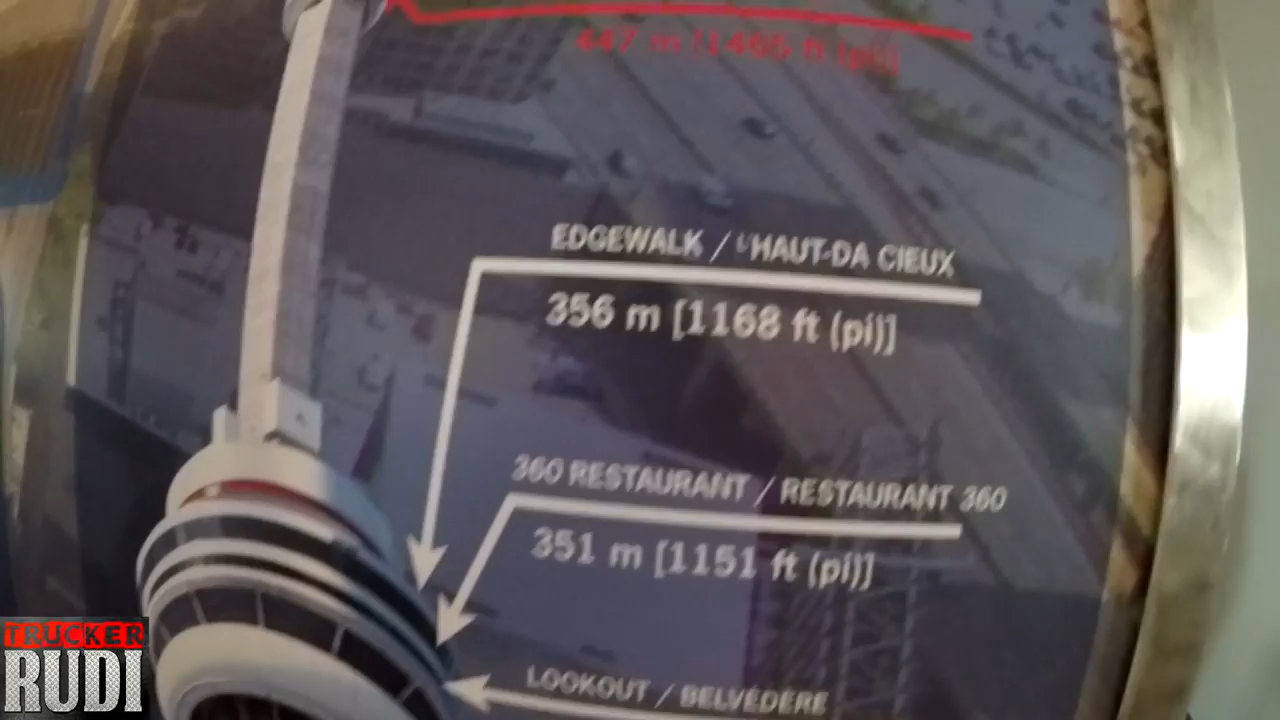 447 m [1465 ft (pi)]
EDGEWALK / L'HAUT-DA CIEUX
356 m [1168 ft (pi)]
360 RESTAURANT / RESTAURANT 360
351 m [1151 ft (pi)]
LOOKOUT / BELVÉDÈRE
TRUCKER
RUDI